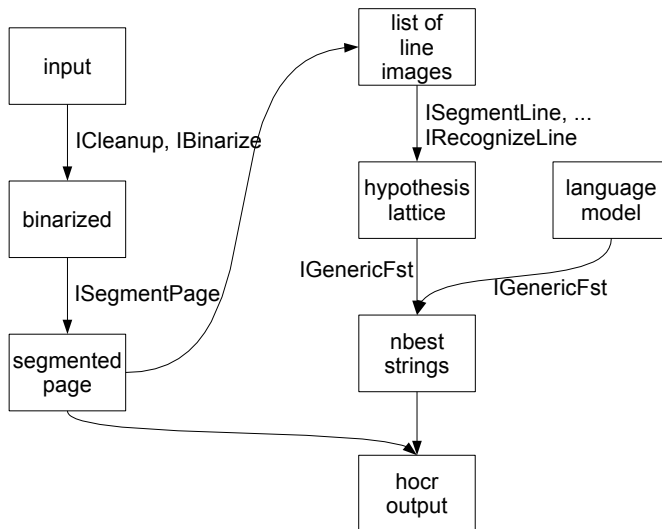 input
ICleanup, IBinarize
binarized
ISegmentPage
segmented
page
list of
line
images
ISegmentLine, ...
IRecognizeLine
hypothesis
lattice
language
model
IGenericFst
IGenericFst
nbest
strings
hocr
output